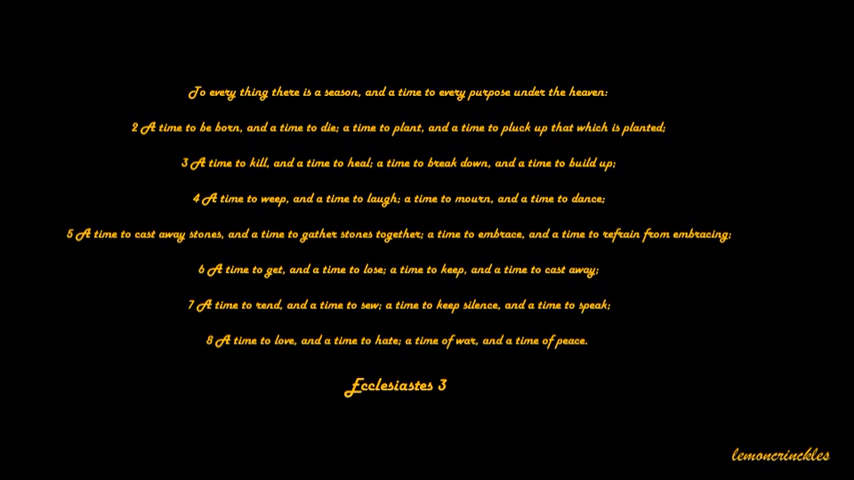 To every thing there is a season, and a time to every purpose under the heaven:
2 A time to be born, and a time to die; a time to plant, and a time to pluck up that which is planted;
3 A time to kill, and a time to heal; a time to break down, and a time to build up;
4 A time to weep, and a time to laugh; a time to mourn, and a time to dance;
5 A time to cast away stones, and a time to gather stones together; a time to embrace, and a time to refrain from embracing;
6 A time to get, and a time to lose; a time to keep, and a time to cast away;
7 A time to rend, and a time to sew; a time to keep silence, and a time to speak;
8 A time to love, and a time to hate; a time of war, and a time of peace.
Ecclesiastes 3
lemoncrinckles